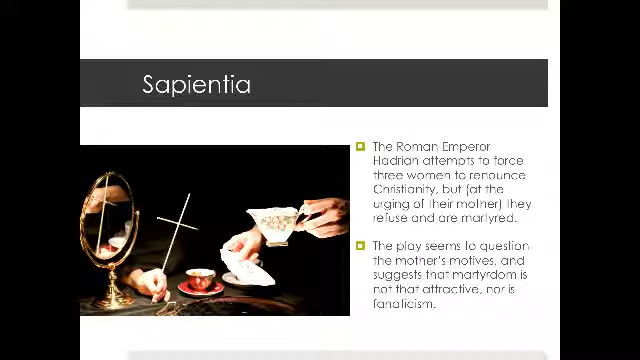 Sapientia
The Roman Emperor
Hadrian attempts to force
three women to renounce
Christianity, but (at the
urging of their mother) they
refuse and are martyred.
The play seems to question
the mother's motives, and
suggests that martyrdom is
not that attractive, nor is
fanaticism.